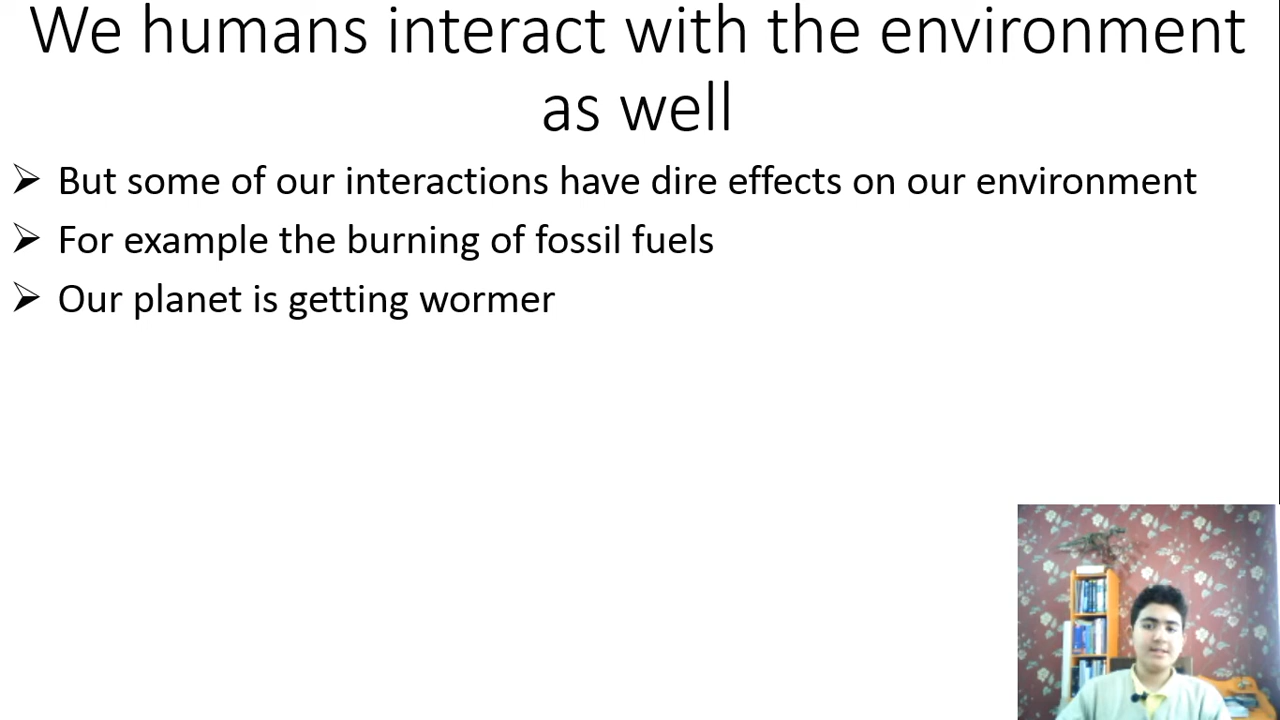 We humans interact with the environment
as well
➢ But some of our interactions have dire effects on our environment
➢ For example the burning of fossil fuels
➢ Our planet is getting wormer